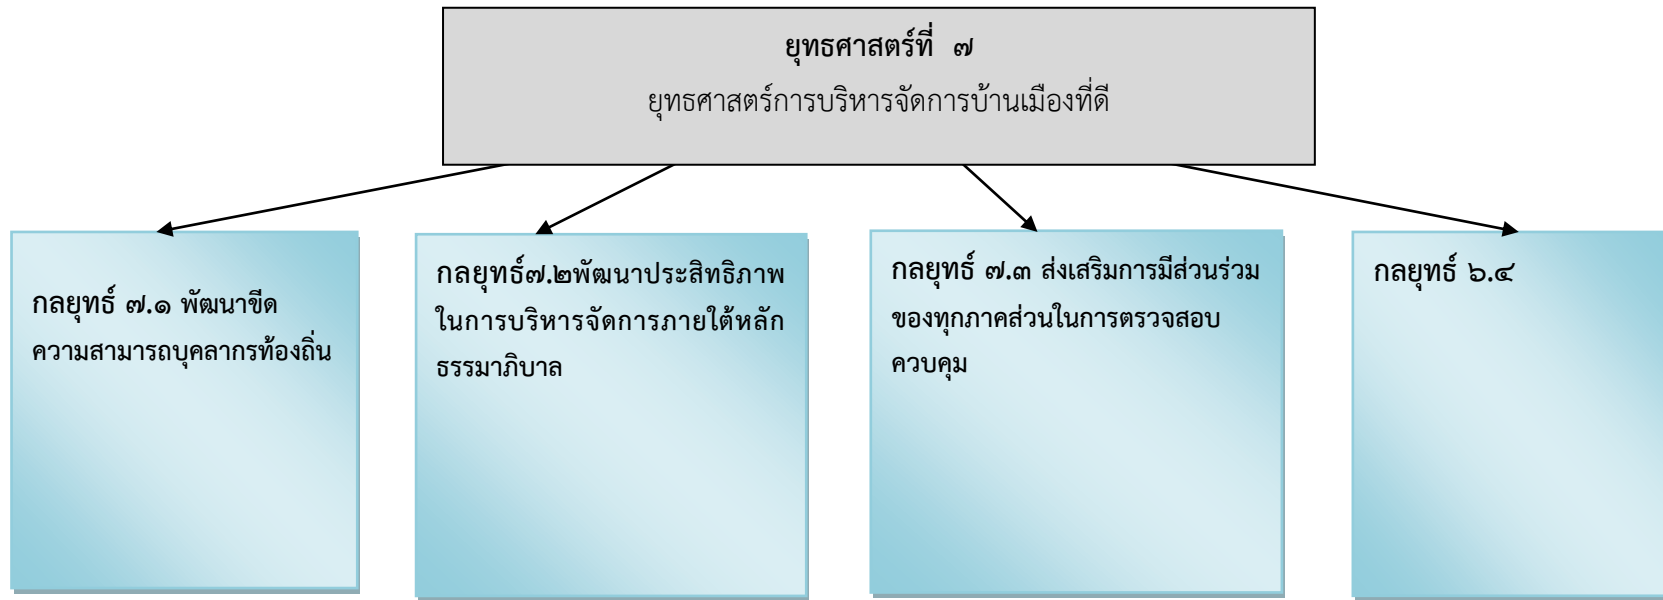 ยุทธศาสตร์ที่ ๗
ยุทธศาสตร์การบริหารจัดการบ้านเมืองที่ดี
กลยุทธ์ ๗.๑ พัฒนาขีด
ความสามารถบุคลากรท้องถิ่น
กลยุทธ์๗.๒พัฒนาประสิทธิภาพ
ในการบริหารจัดการภายใต้หลัก
ธรรมาภิบาล
กลยุทธ์ ๗.๓ ส่งเสริมการมีส่วนร่วม
ของทุกภาคส่วนในการตรวจสอบ
ควบคุม
กลยุทธ์ ๖.๔